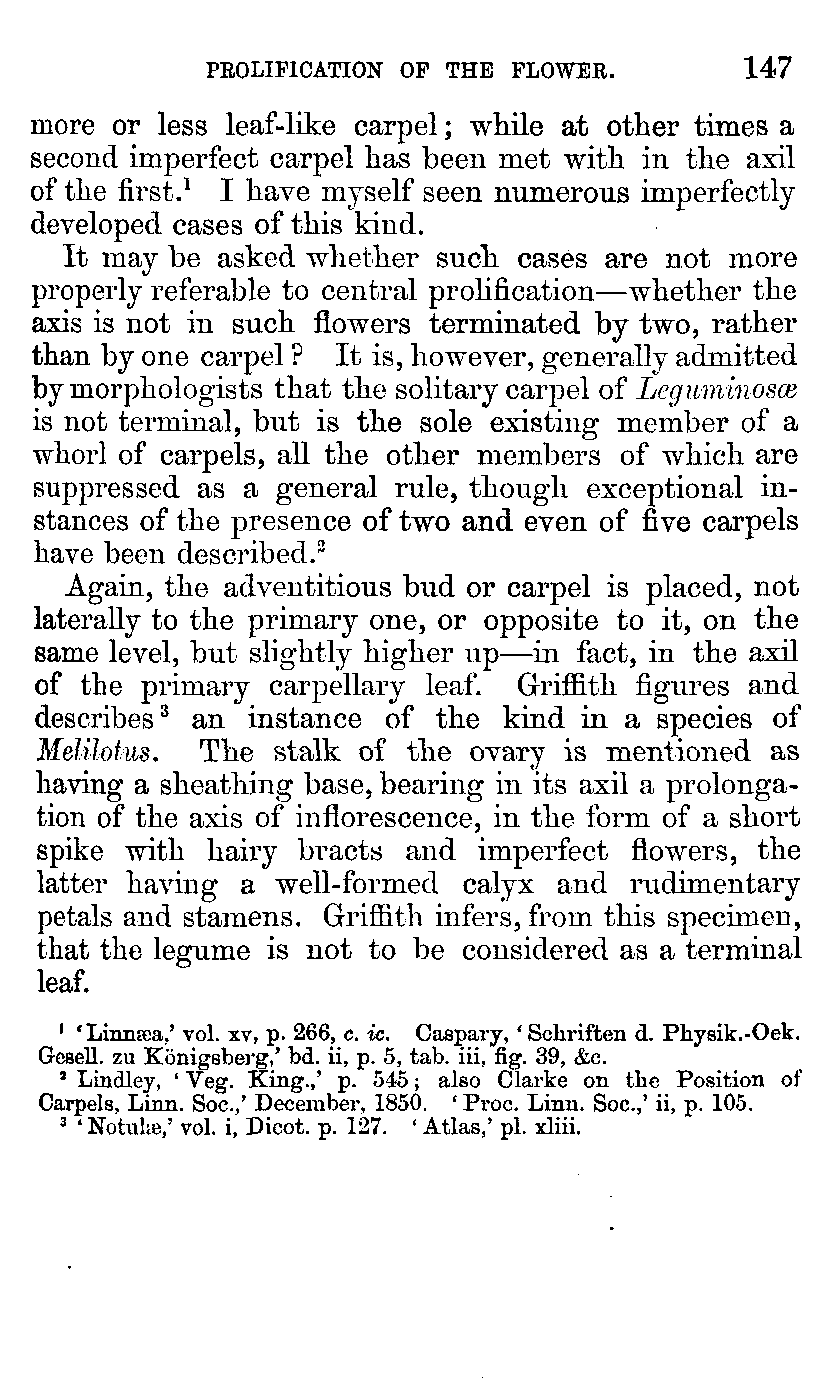 PROLIFICATION OF THE FLOWER. 147
more or less leaf-like carpel; while at other times a
second imperfect carpel has been met with in the axil
of the first.¹ I have myself seen numerous imperfectly
developed cases of this kind.
It may be asked whether such cases are not more
properly referable to central prolification—whether the
axis is not in such flowers terminated by two, rather
than by one carpel? It is, however, generally admitted
by morphologists that the solitary carpel of Leguminosæ
is not terminal, but is the sole existing member of a
whorl of carpels, all the other members of which are
suppressed as a general rule, though exceptional in-
stances of the presence of two and even of five carpels
have been described.²
Again, the adventitious bud or carpel is placed, not
laterally to the primary one, or opposite to it, on the
same level, but slightly higher up—in fact, in the axil
of the primary carpellary leaf. Griffith figures and
describes³ an instance of the kind in a species of
Melilotus. The stalk of the ovary is mentioned as
having a sheathing base, bearing in its axil a prolonga-
tion of the axis of inflorescence, in the form of a short
spike with hairy bracts and imperfect flowers, the
latter having a well-formed calyx and rudimentary
petals and stamens. Griffith infers, from this specimen,
that the legume is not to be considered as a terminal
leaf.
¹ ‘Linnæa,’ vol. xv, p. 266, c. ic. Caspary, ‘Schriften d. Physik.-Oek.
Gesell. zu Königsberg,’ bd. ii, p. 5, tab. iii, fig. 39, &c.
² Lindley, ‘Veg. King.,’ p. 545; also Clarke on the Position of
Carpels, Linn. Soc.,’ December, 1850. ‘Proc. Linn. Soc.,’ ii, p. 105.
³ ‘Notulæ,’ vol. i, Dicot. p. 127. ‘Atlas,’ pl. xliii.